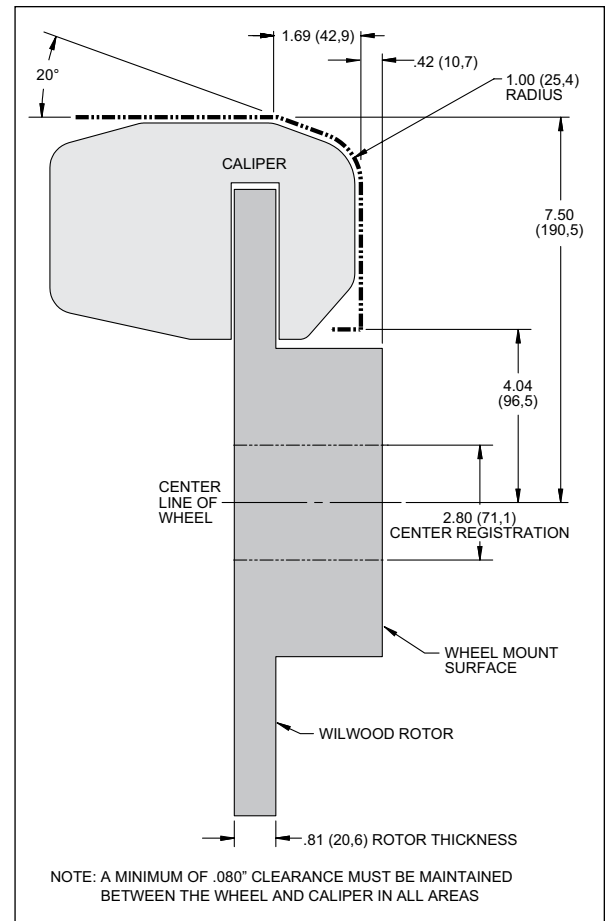 1.69 (42,9)
.42 (10,7)
20°
1.00 (25,4)
RADIUS
CALIPER
7.50
(190,5)
4.04
(96,5)
CENTER
LINE OF
WHEEL
2.80 (71,1)
CENTER REGISTRATION
WHEEL MOUNT
SURFACE
WILWOOD ROTOR
.81 (20,6) ROTOR THICKNESS
NOTE: A MINIMUM OF .080” CLEARANCE MUST BE MAINTAINED
BETWEEN THE WHEEL AND CALIPER IN ALL AREAS